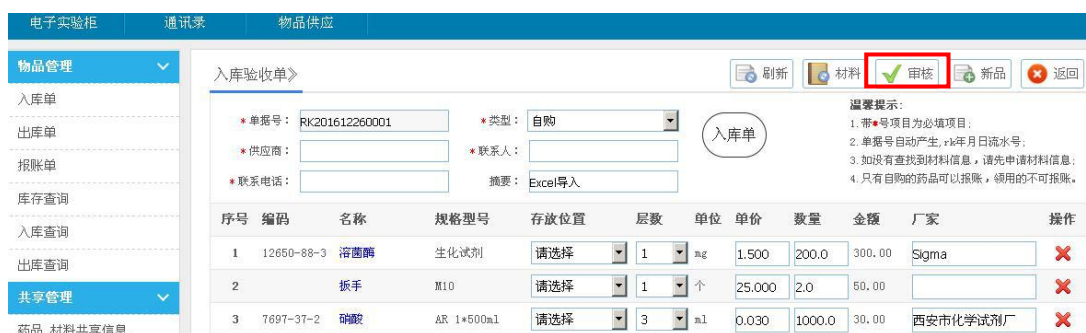 电子实验柜 通讯录 物品供应
物品管理
入库单
出库单
报账单
库存查询
入库查询
出库查询
共享管理
药品 材料共享信息
入库验收单》
刷新 材料 审核 新品 返回
*单据号： RK201612260001 *类型： 自购
*供应商： *联系人：
*联系电话： 摘要： Excel导入
入库单
温馨提示：
1.带*号项目为必填项目；
2.单据号自动产生,rk年月日流水号；
3.如没有查找到材料信息，请先申请材料信息；
4.只有自购的药品可以报账，领用的不可报账。
序号 编码 名称 规格型号 存放位置 层数 单位 单价 数量 金额 厂家 操作
1 12650-88-3 溶菌酶 生化试剂 请选择 1 mg 1.500 200.0 300.00 Sigma
2 扳手 M10 请选择 1 个 25.000 2.0 50.00
3 7697-37-2 硝酸 AR 1*500ml 请选择 3 ml 0.030 1000.0 30.00 西安市化学试剂厂